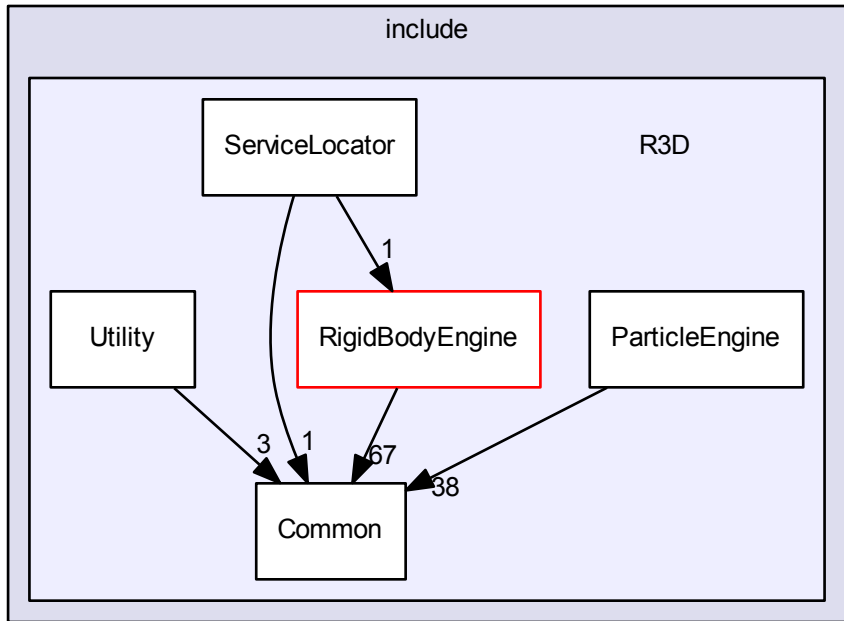 include
ServiceLocator
R3D
1
Utility
RigidBodyEngine
ParticleEngine
3
1
67
38
Common